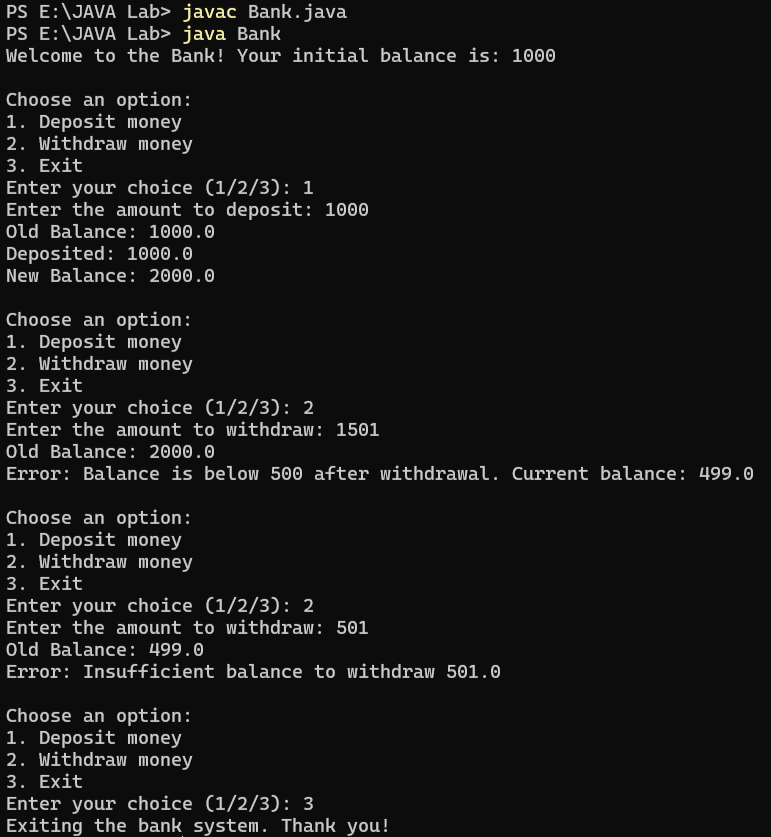 PS E:\JAVA Lab> javac Bank.java
PS E:\JAVA Lab> java Bank
Welcome to the Bank! Your initial balance is: 1000

Choose an option:
1. Deposit money
2. Withdraw money
3. Exit
Enter your choice (1/2/3): 1
Enter the amount to deposit: 1000
Old Balance: 1000.0
Deposited: 1000.0
New Balance: 2000.0

Choose an option:
1. Deposit money
2. Withdraw money
3. Exit
Enter your choice (1/2/3): 2
Enter the amount to withdraw: 1501
Old Balance: 2000.0
Error: Balance is below 500 after withdrawal. Current balance: 499.0

Choose an option:
1. Deposit money
2. Withdraw money
3. Exit
Enter your choice (1/2/3): 2
Enter the amount to withdraw: 501
Old Balance: 499.0
Error: Insufficient balance to withdraw 501.0

Choose an option:
1. Deposit money
2. Withdraw money
3. Exit
Enter your choice (1/2/3): 3
Exiting the bank system. Thank you!